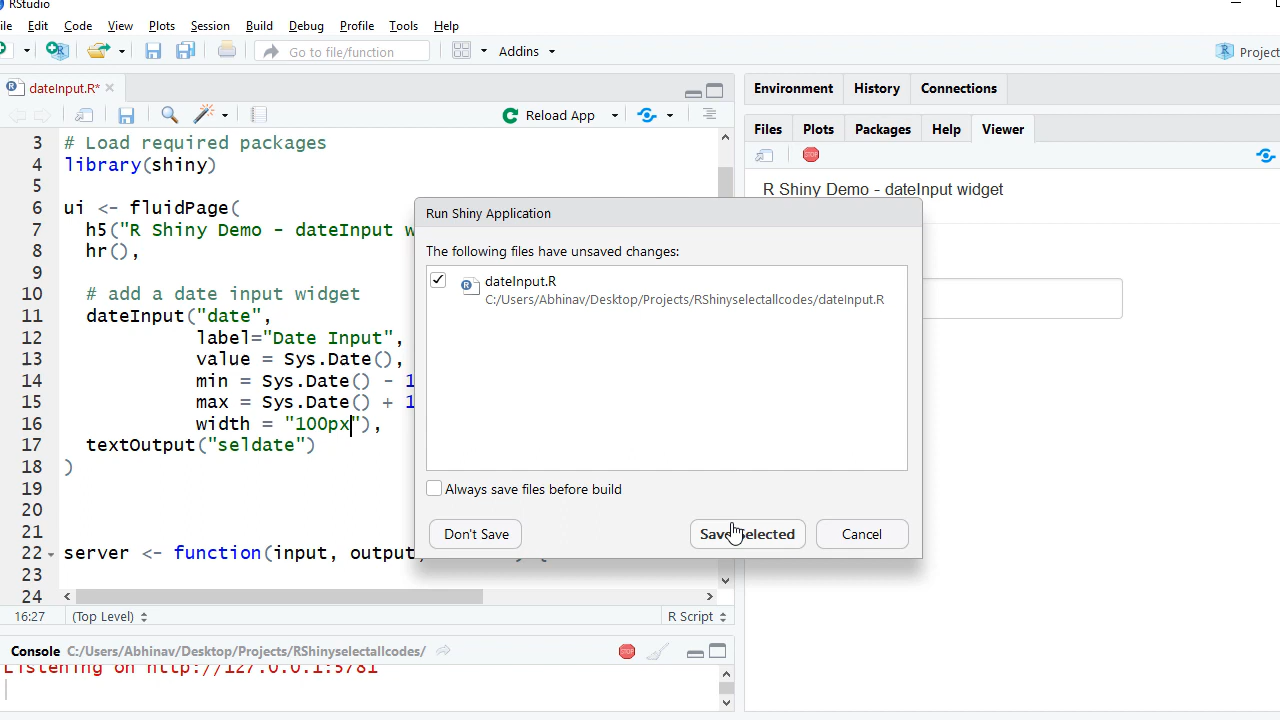 RStudio
ile Edit Code View Plots Session Build Debug Profile Tools Help
Go to file/function Addins Project
dateInput.R*
Reload App
3 # Load required packages
4 library(shiny)
5
6 ui <- fluidPage(
7 h5("R Shiny Demo - dateInput w
8 hr(),
9
10 # add a date input widget
11 dateInput("date",
12 label="Date Input",
13 value = Sys.Date(),
14 min = Sys.Date() - 1
15 max = Sys.Date() + 1
16 width = "100px"),
17 textOutput("seldate")
18 )
19
20
21
22 server <- function(input, output,
23
24
16:27 (Top Level) R Script
Console C:/Users/Abhinav/Desktop/Projects/RShinyselectallcodes/
Listening on http://127.0.0.1:5781
Environment History Connections
Files Plots Packages Help Viewer
STOP
R Shiny Demo - dateInput widget
Run Shiny Application
The following files have unsaved changes:
dateInput.R
C:/Users/Abhinav/Desktop/Projects/RShinyselectallcodes/dateInput.R
Always save files before build
Don't Save Save Selected Cancel